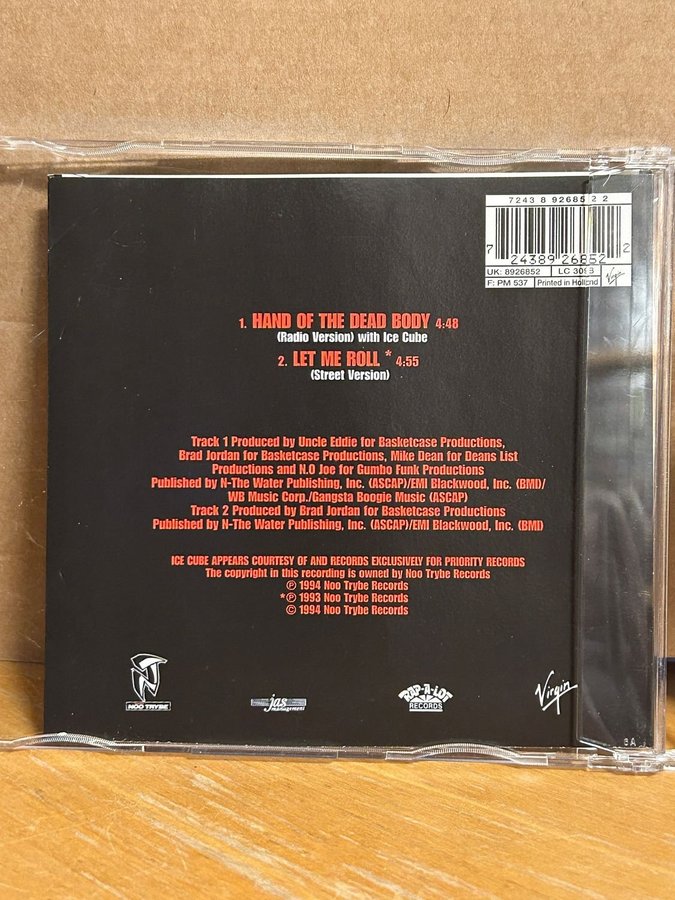 7243 8 92685 2 2
7 24389 26852 2
UK: 8926852 LC 3098 Virgin
F: PM 537 Printed in Holland
1. HAND OF THE DEAD BODY 4:48
(Radio Version) with Ice Cube
2. LET ME ROLL * 4:55
(Street Version)
Track 1 Produced by Uncle Eddie for Basketcase Productions,
Brad Jordan for Basketcase Productions, Mike Dean for Deans List
Productions and N.O Joe for Gumbo Funk Productions
Published by N-The Water Publishing, Inc. (ASCAP)/EMI Blackwood, Inc. (BMI)/
WB Music Corp./Gangsta Boogie Music (ASCAP)
Track 2 Produced by Brad Jordan for Basketcase Productions
Published by N-The Water Publishing, Inc. (ASCAP)/EMI Blackwood, Inc. (BMI)
ICE CUBE APPEARS COURTESY OF AND RECORDS EXCLUSIVELY FOR PRIORITY RECORDS
The copyright in this recording is owned by Noo Trybe Records
℗ 1994 Noo Trybe Records
*℗ 1993 Noo Trybe Records
© 1994 Noo Trybe Records
NOO TRYBE
jas
management
RAP-A-LOT
RECORDS
Virgin